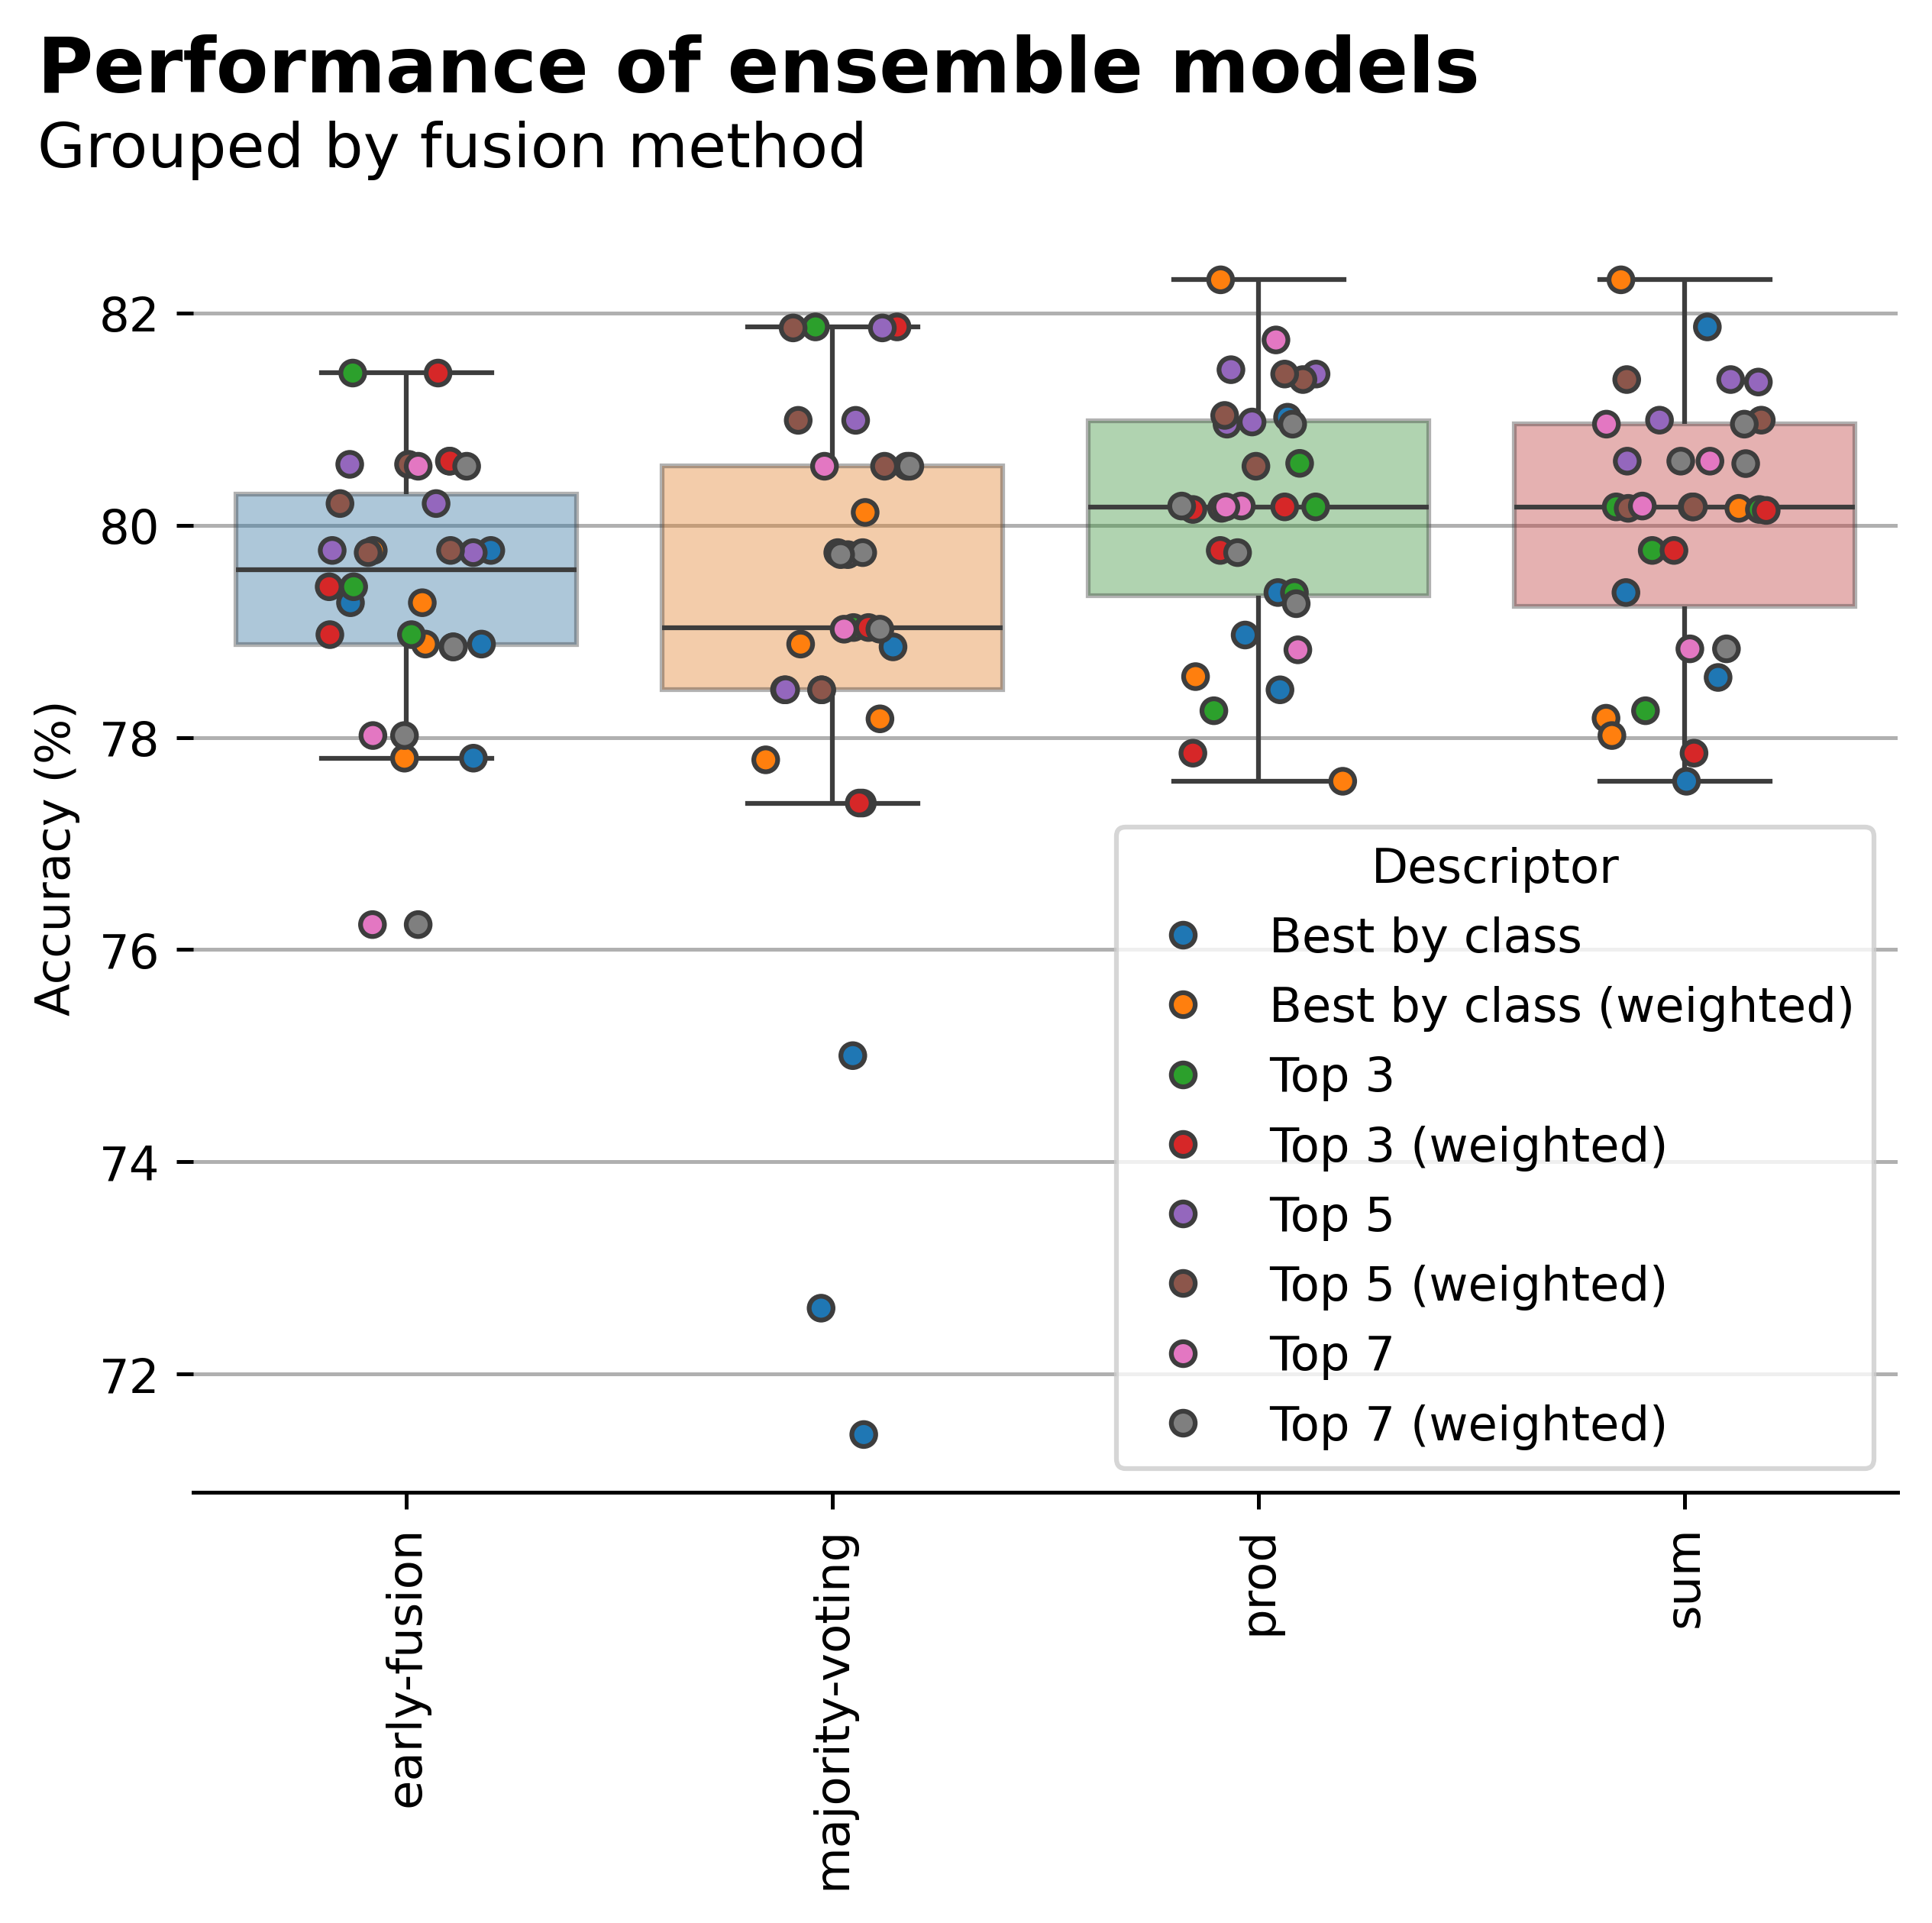 Performance of ensemble models
Grouped by fusion method
Accuracy (%)
82
80
78
76
74
72
Descriptor
Best by class
Best by class (weighted)
Top 3
Top 3 (weighted)
Top 5
Top 5 (weighted)
Top 7
Top 7 (weighted)
early-fusion
majority-voting
prod
sum